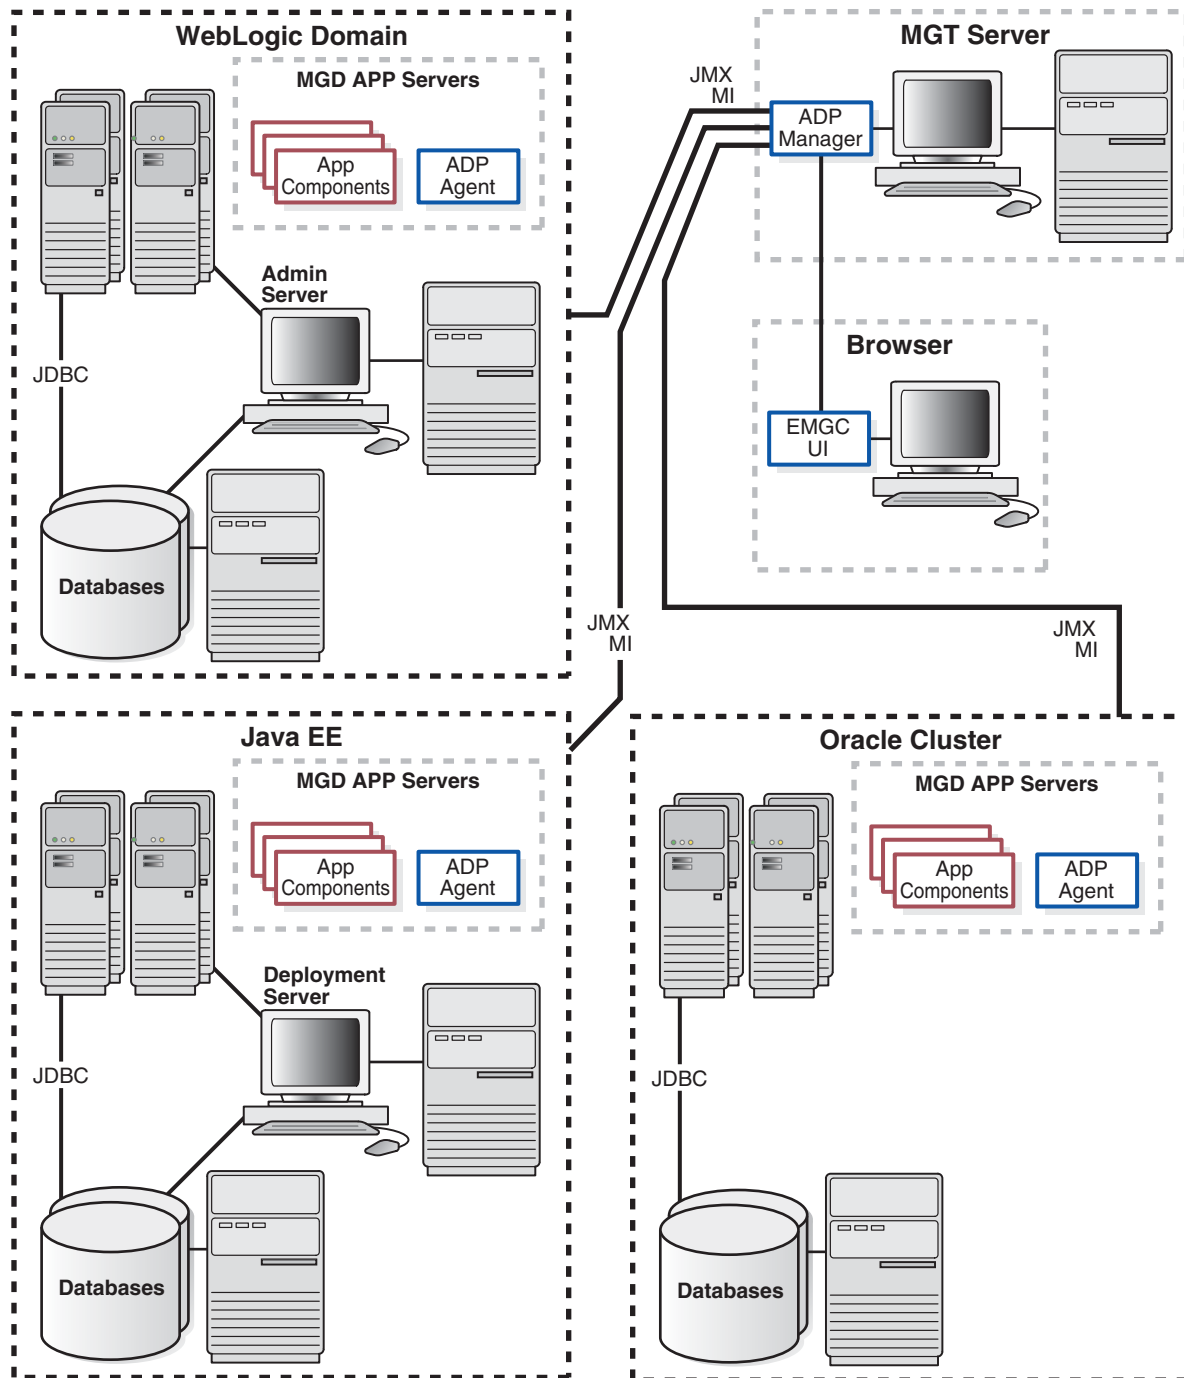 WebLogic Domain
MGD APP Servers
App
Components
ADP
Agent
Admin
Server
JDBC
Databases
JMX
MI
MGT Server
ADP
Manager
Browser
EMGC
UI
JMX
MI
JMX
MI
Java EE
MGD APP Servers
App
Components
ADP
Agent
Deployment
Server
JDBC
Databases
Oracle Cluster
MGD APP Servers
App
Components
ADP
Agent
JDBC
Databases